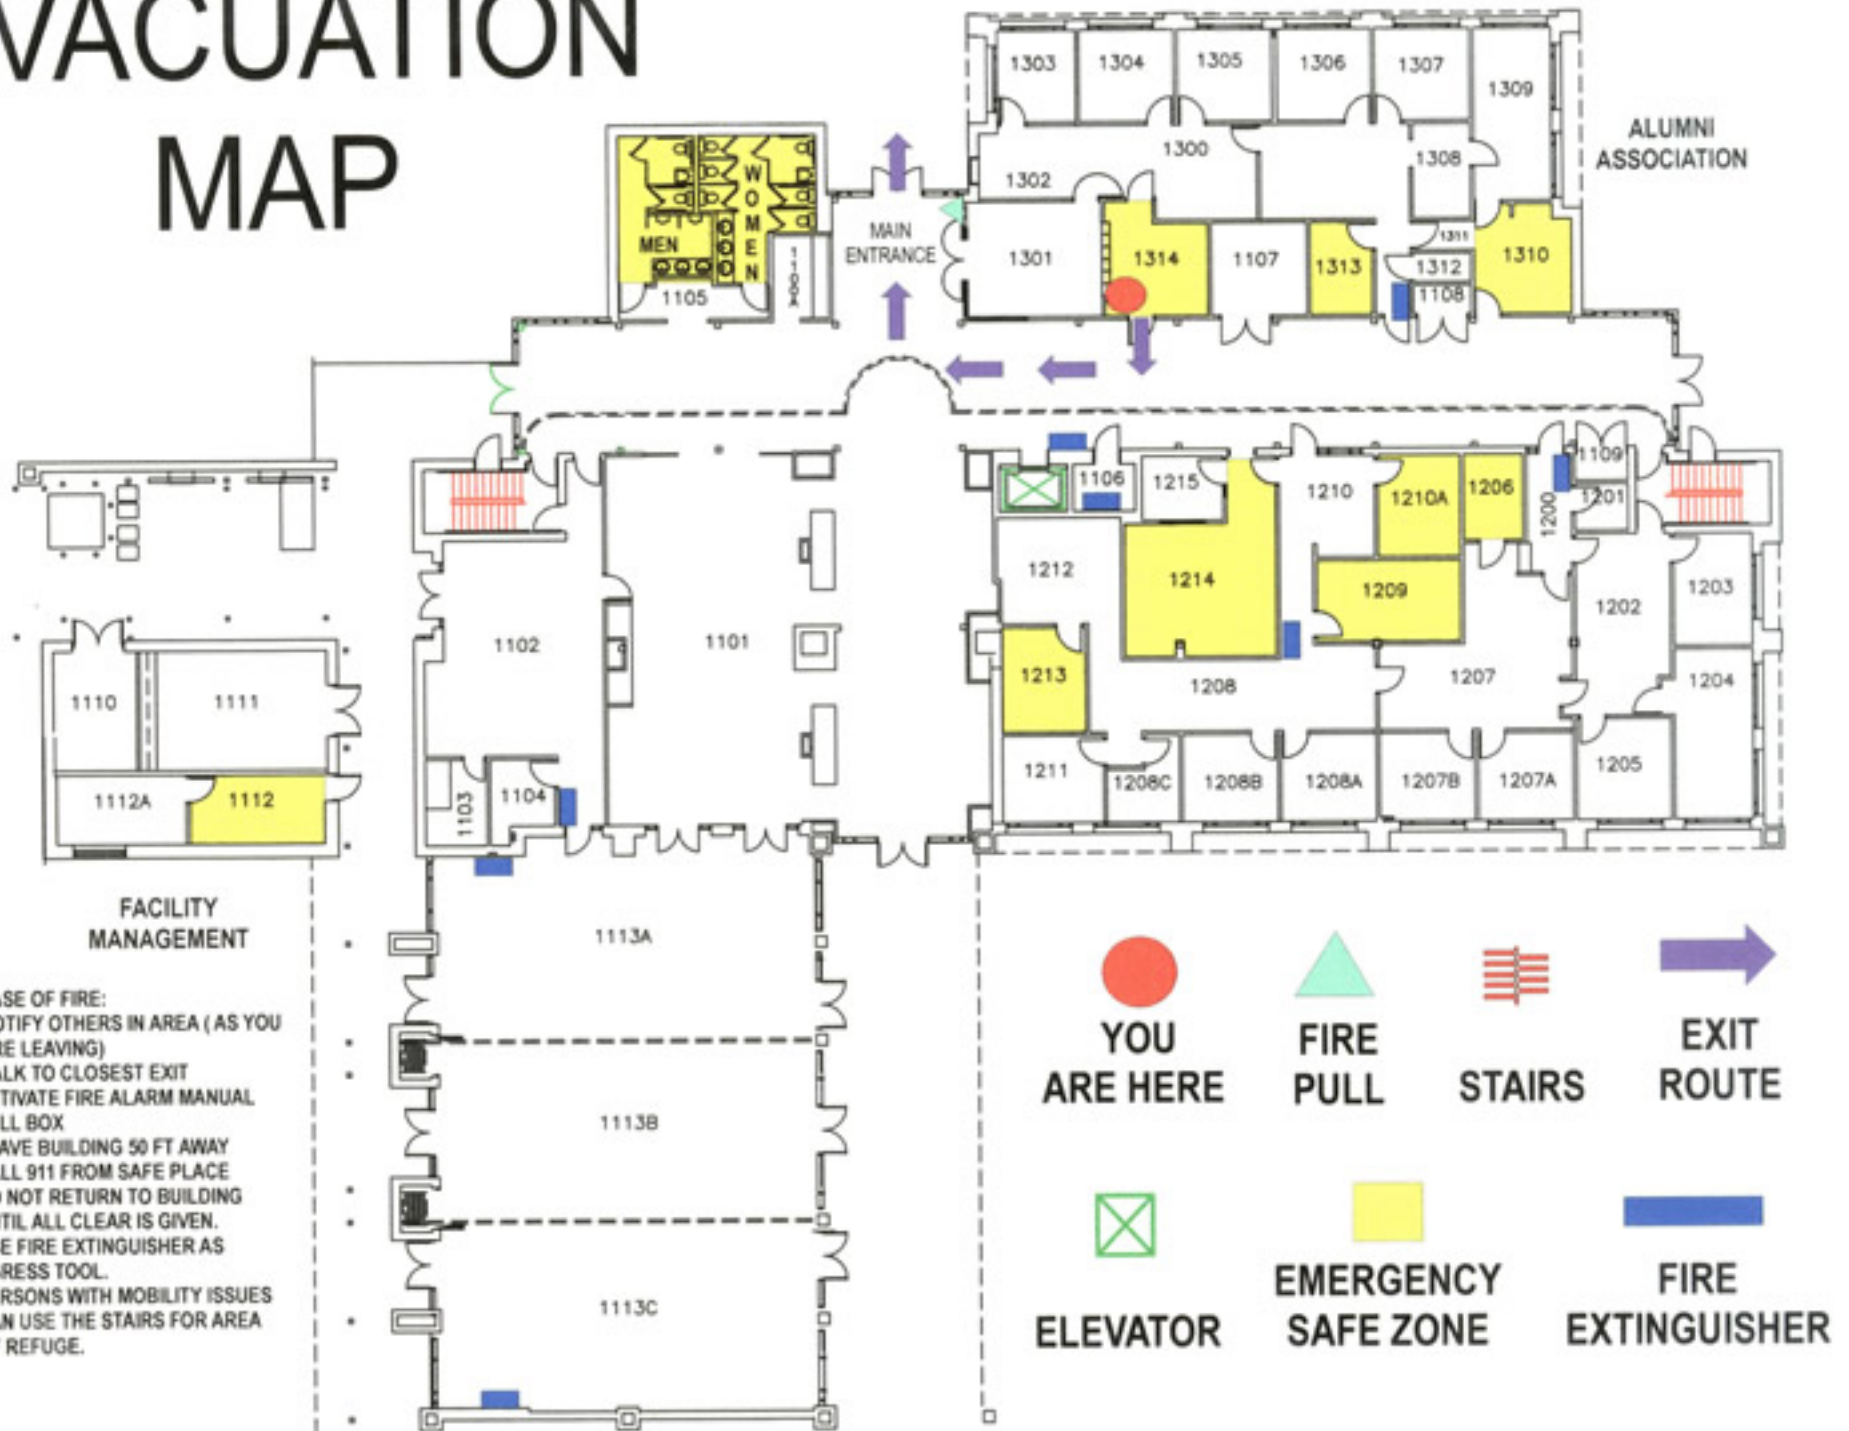 VACUATION
MAP
1303
1304
1305
1306
1307
1309
ALUMNI
ASSOCIATION
1300
1308
1302
WOMEN
MEN
1105
MAIN
ENTRANCE
1301
1314
1107
1313
1311
1312
1108
1310
1106
1215
1210
1210A
1206
1200
1109
1201
1212
1214
1209
1202
1203
1102
1101
1213
1208
1207
1204
1110
1111
1211
1208C
1208B
1208A
1207B
1207A
1205
1112A
1112
1103
1104
FACILITY
MANAGEMENT
1113A
1113B
1113C
ASE OF FIRE:
OTIFY OTHERS IN AREA ( AS YOU
RE LEAVING)
ALK TO CLOSEST EXIT
TIVATE FIRE ALARM MANUAL
LL BOX
AVE BUILDING 50 FT AWAY
LL 911 FROM SAFE PLACE
NOT RETURN TO BUILDING
TIL ALL CLEAR IS GIVEN.
E FIRE EXTINGUISHER AS
RESS TOOL.
RSONS WITH MOBILITY ISSUES
AN USE THE STAIRS FOR AREA
REFUGE.
YOU
ARE HERE
FIRE
PULL
STAIRS
EXIT
ROUTE
ELEVATOR
EMERGENCY
SAFE ZONE
FIRE
EXTINGUISHER